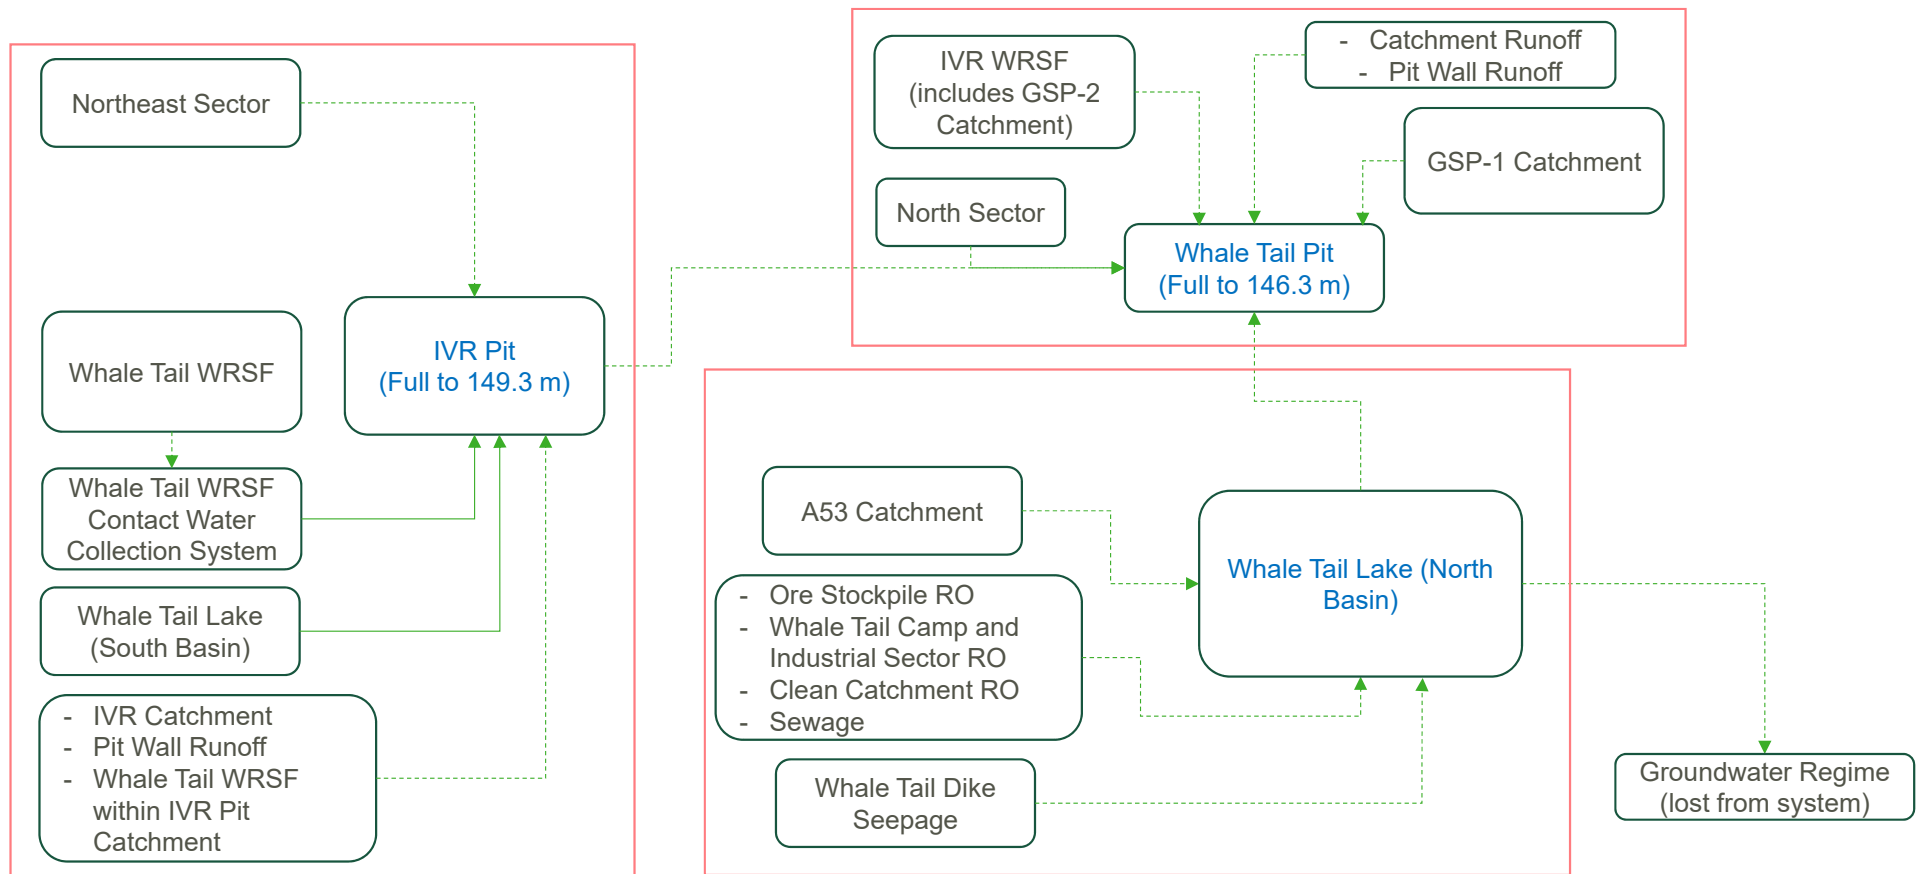 Northeast Sector
Whale Tail WRSF
IVR Pit
(Full to 149.3 m)
Whale Tail WRSF
Contact Water
Collection System
Whale Tail Lake
(South Basin)
- IVR Catchment
- Pit Wall Runoff
- Whale Tail WRSF
within IVR Pit
Catchment
IVR WRSF
(includes GSP-2
Catchment)
- Catchment Runoff
- Pit Wall Runoff
GSP-1 Catchment
North Sector
Whale Tail Pit
(Full to 146.3 m)
A53 Catchment
- Ore Stockpile RO
- Whale Tail Camp and
Industrial Sector RO
- Clean Catchment RO
- Sewage
Whale Tail Dike
Seepage
Whale Tail Lake (North
Basin)
Groundwater Regime
(lost from system)